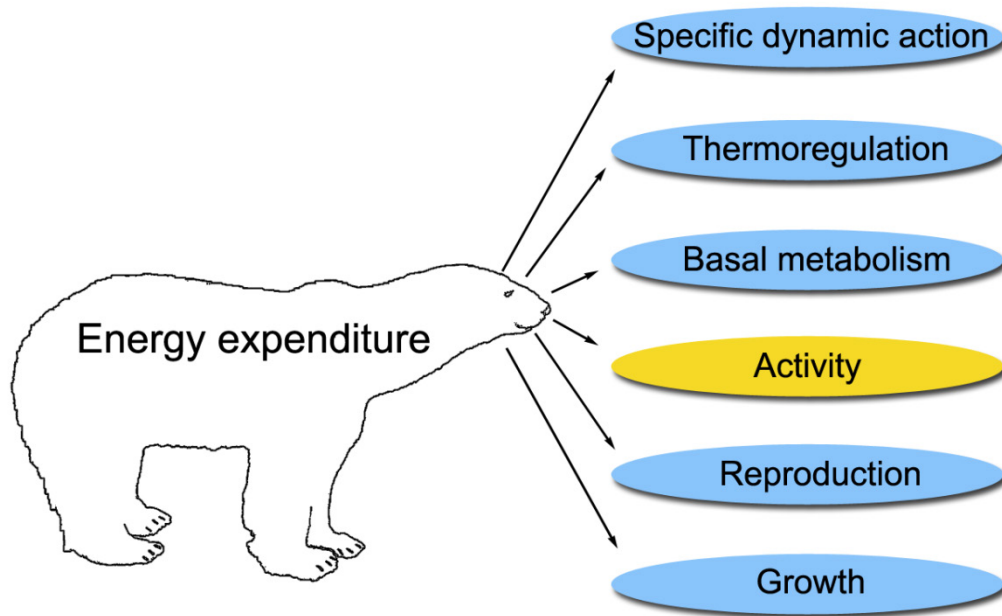 Specific dynamic action
Thermoregulation
Basal metabolism
Energy expenditure
Activity
Reproduction
Growth